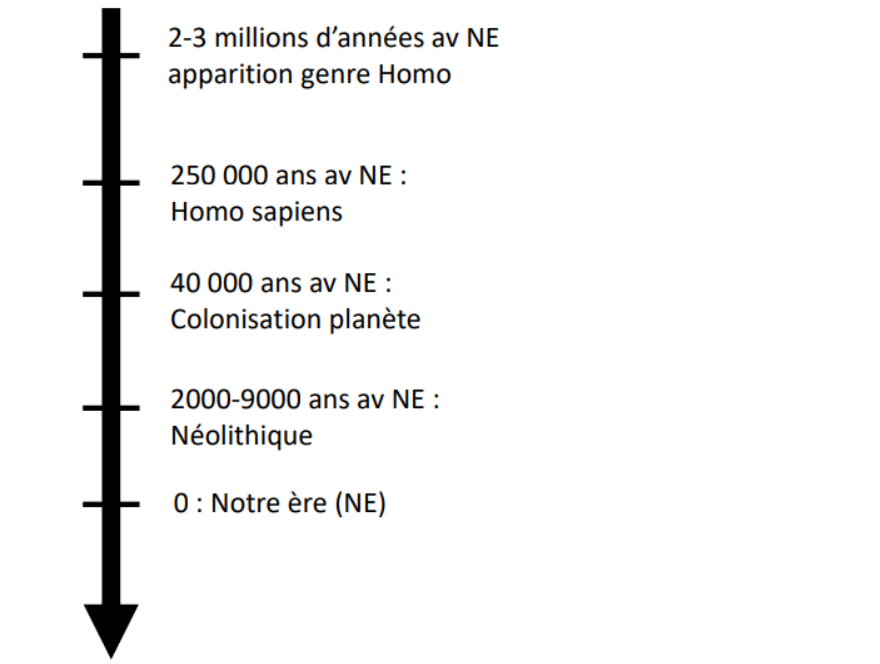 2-3 millions d’années av NE
apparition genre Homo
250 000 ans av NE :
Homo sapiens
40 000 ans av NE :
Colonisation planète
2000-9000 ans av NE :
Néolithique
0 : Notre ère (NE)